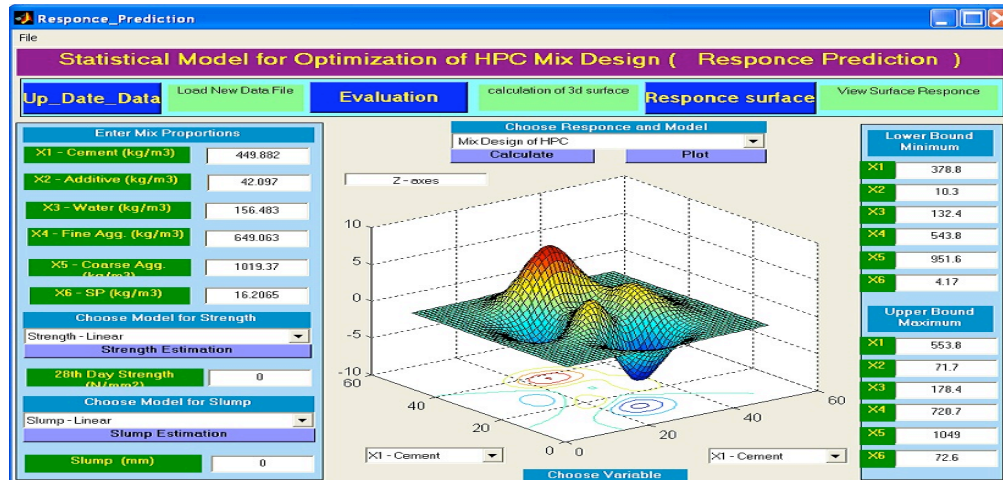 Responce_Prediction
File
Statistical Model for Optimization of HPC Mix Design ( Responce Prediction )
Up_Date_Data
Load New Data File
Evaluation
calculation of 3d surface
Responce surface
View Surface Responce
Enter Mix Proportions
X1 - Cement (kg/m3)
449.882
X2 - Additive (kg/m3)
42.097
X3 - Water (kg/m3)
156.483
X4 - Fine Agg. (kg/m3)
649.063
X5 - Coarse Agg.
(kg/m3)
1019.37
X6 - SP (kg/m3)
16.2065
Choose Model for Strength
Strength - Linear
Strength Estimation
28th Day Strength
(N/mm2)
0
Choose Model for Slump
Slump - Linear
Slump Estimation
Slump (mm)
0
Choose Responce and Model
Mix Design of HPC
Calculate
Plot
Z - axes
10
5
0
-5
-10
60
40
20
0
0
20
40
60
X1 - Cement
X1 - Cement
Choose Variable
Lower Bound
Minimum
X1
378.8
X2
10.3
X3
132.4
X4
543.8
X5
951.6
X6
4.17
Upper Bound
Maximum
X1
553.8
X2
71.7
X3
178.4
X4
728.7
X5
1049
X6
72.6